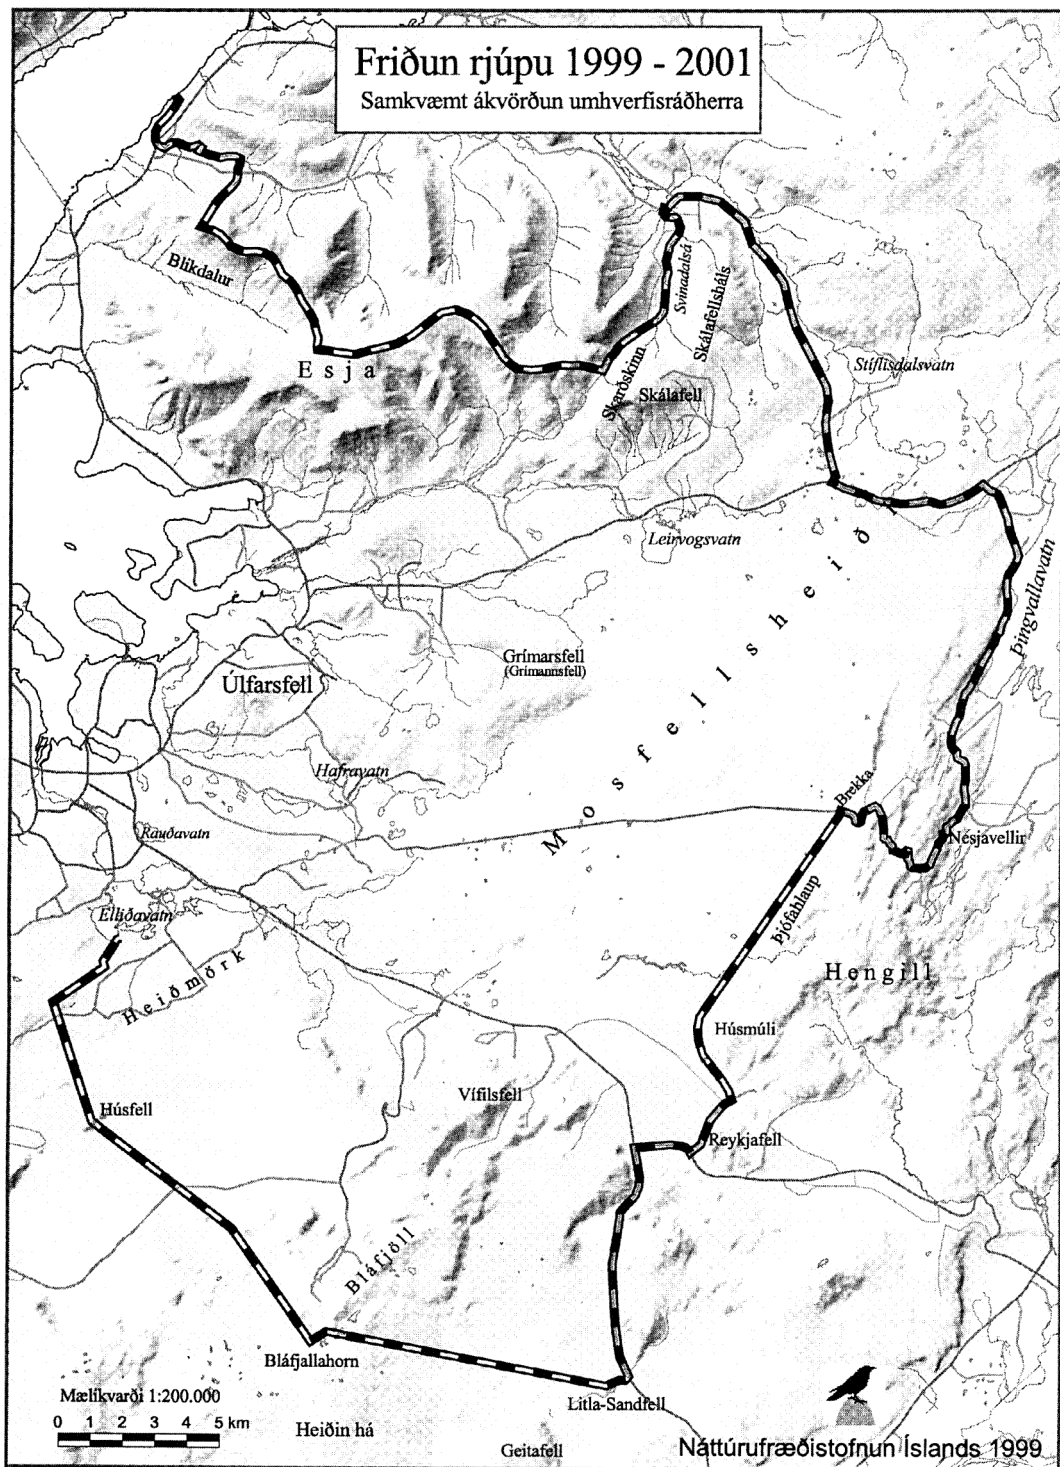 Friðun rjúpu 1999 - 2001
Samkvæmt ákvörðun umhverfisráðherra
Blikdalur
Esja
Svínadalsá
Skálafellsháls
Skarðskinn
Skálafell
Stíflisdalsvatn
Leirvogsvatn
Mosfellsheiði
Þingvallavatn
Grímarsfell
(Grímannsfell)
Úlfarsfell
Hafravatn
Brekka
Rauðavatn
Nesjavellir
Elliðavatn
Þjófahlaup
Heiðmörk
Hengill
Húsmúli
Vífilsfell
Húsfell
Reykjafell
Bláfjöll
Bláfjallahorn
Litla-Sandfell
Mælikvarði 1:200.000
0 1 2 3 4 5 km
Heiðin há
Geitafell
Náttúrufræðistofnun Íslands 1999